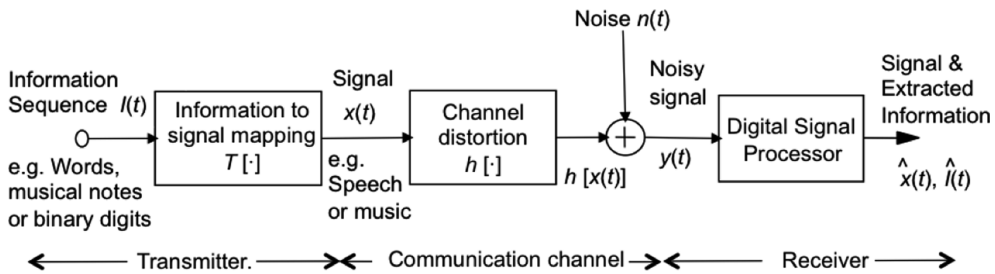 Noise n(t)
Information
Sequence I(t)
e.g. Words,
musical notes
or binary digits
Information to
signal mapping
T [·]
Signal
x(t)
e.g.
Speech
or music
Channel
distortion
h [·]
h [x(t)]
+
Noisy
signal
y(t)
Digital Signal
Processor
Signal &
Extracted
Information
x̂(t), Î(t)
Transmitter.
Communication channel
Receiver